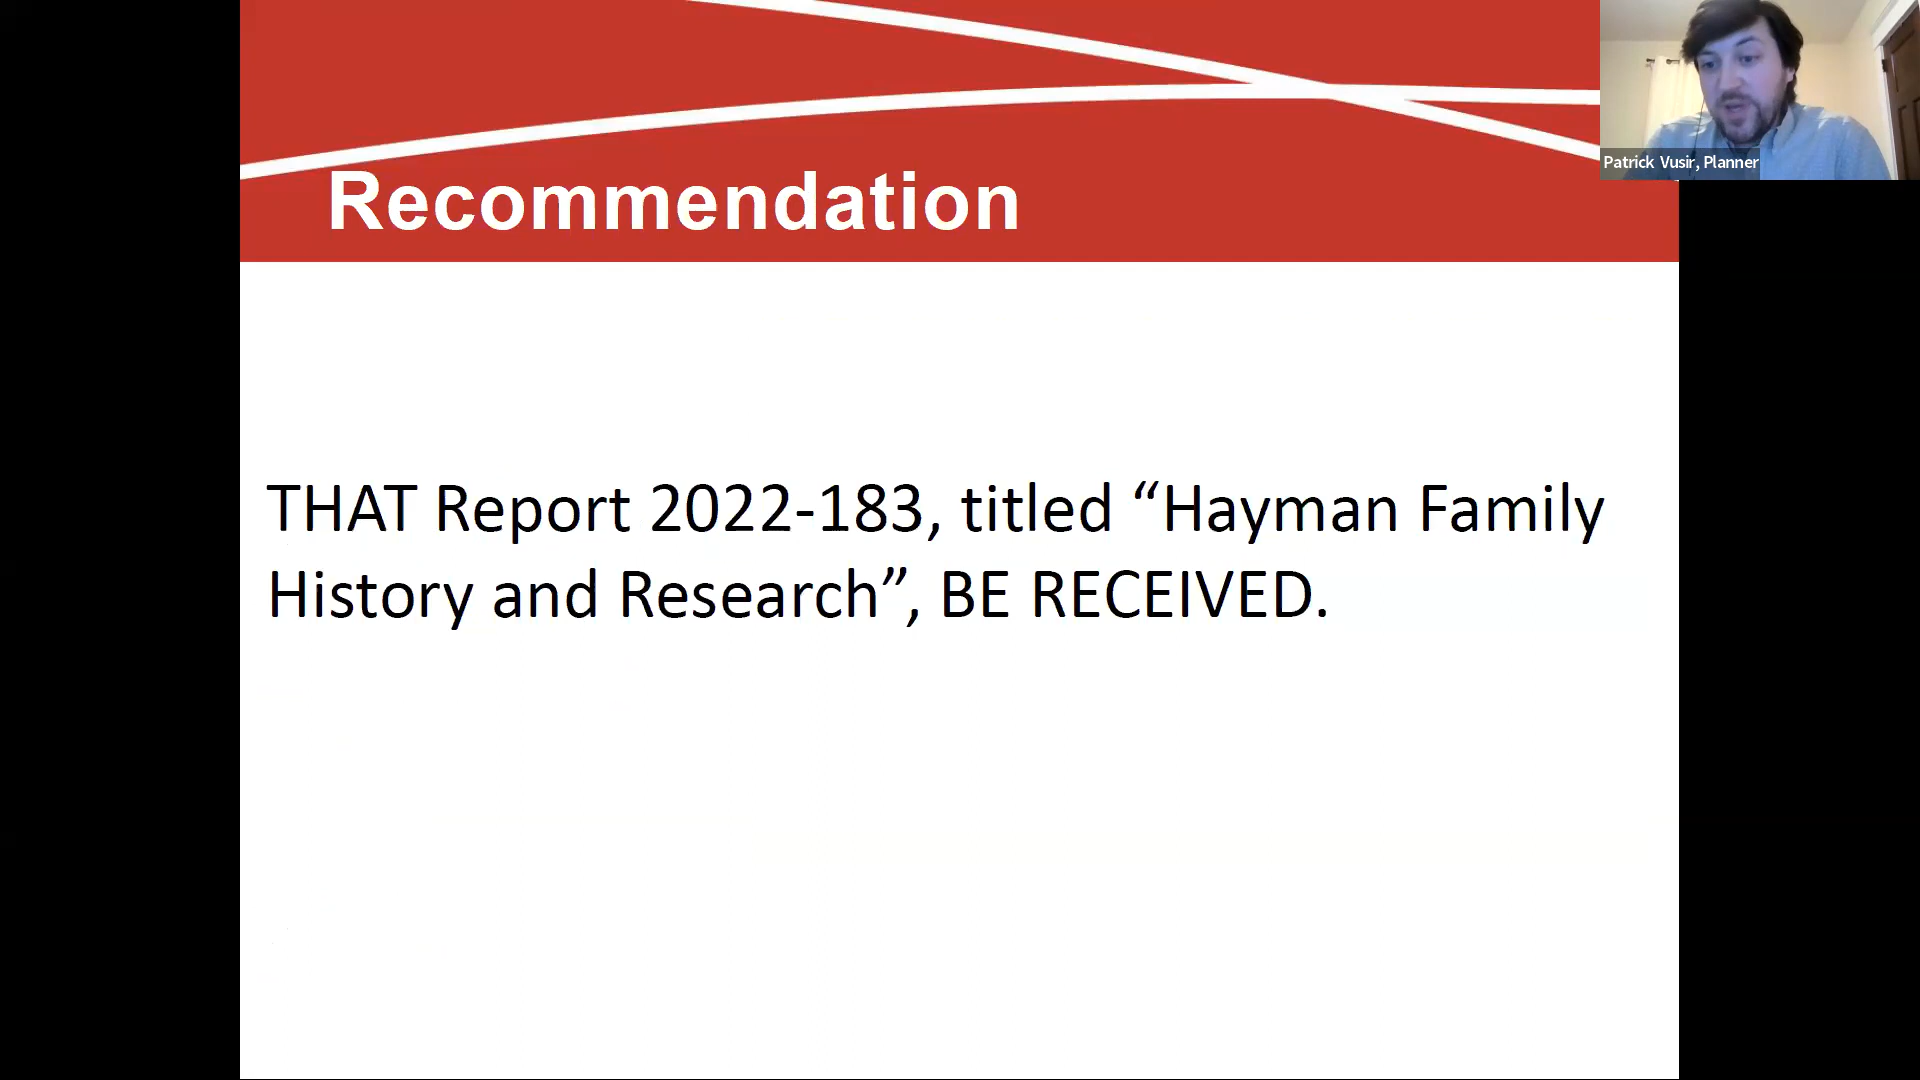 Patrick Vusir, Planner
Recommendation
THAT Report 2022-183, titled “Hayman Family
History and Research”, BE RECEIVED.